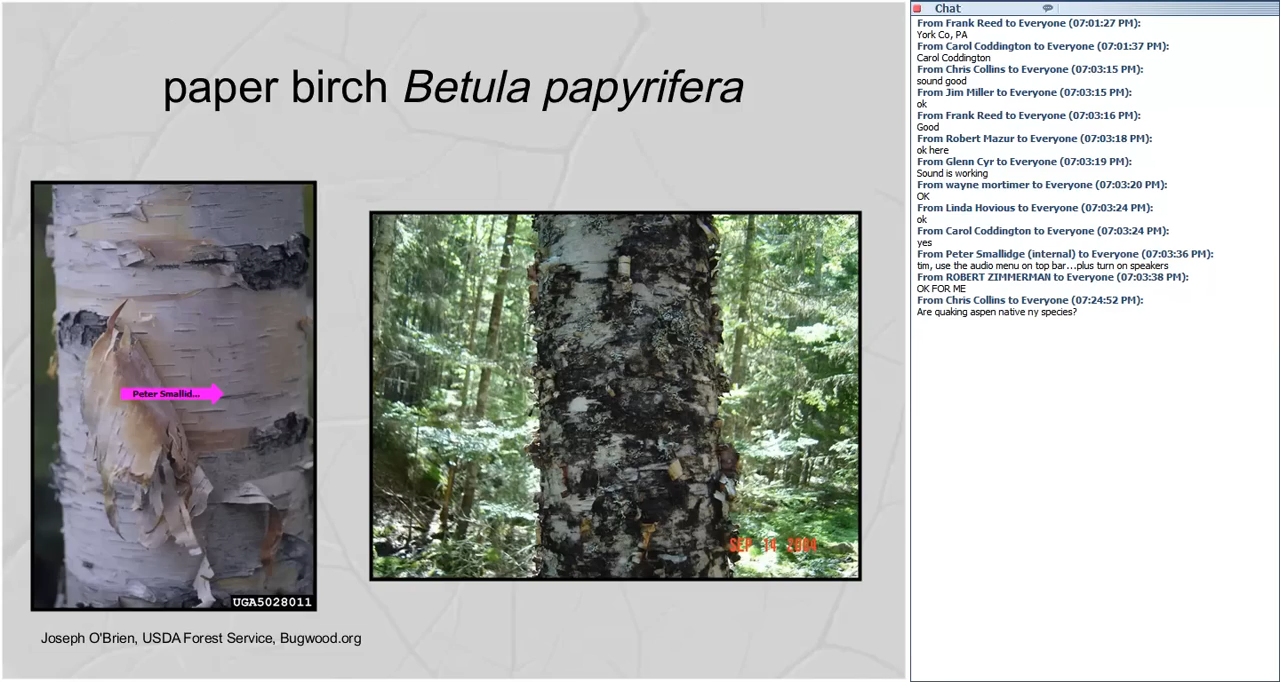 paper birch Betula papyrifera
Peter Smallid...
UGA5028011
SEP 14 2004
Joseph O'Brien, USDA Forest Service, Bugwood.org
Chat
From Frank Reed to Everyone (07:01:27 PM):
York Co, PA
From Carol Coddington to Everyone (07:01:37 PM):
Carol Coddington
From Chris Collins to Everyone (07:03:15 PM):
sound good
From Jim Miller to Everyone (07:03:15 PM):
ok
From Frank Reed to Everyone (07:03:16 PM):
Good
From Robert Mazur to Everyone (07:03:18 PM):
ok here
From Glenn Cyr to Everyone (07:03:19 PM):
Sound is working
From wayne mortimer to Everyone (07:03:20 PM):
OK
From Linda Hovious to Everyone (07:03:24 PM):
ok
From Carol Coddington to Everyone (07:03:24 PM):
yes
From Peter Smallidge (internal) to Everyone (07:03:36 PM):
tim, use the audio menu on top bar...plus turn on speakers
From ROBERT ZIMMERMAN to Everyone (07:03:38 PM):
OK FOR ME
From Chris Collins to Everyone (07:24:52 PM):
Are quaking aspen native ny species?